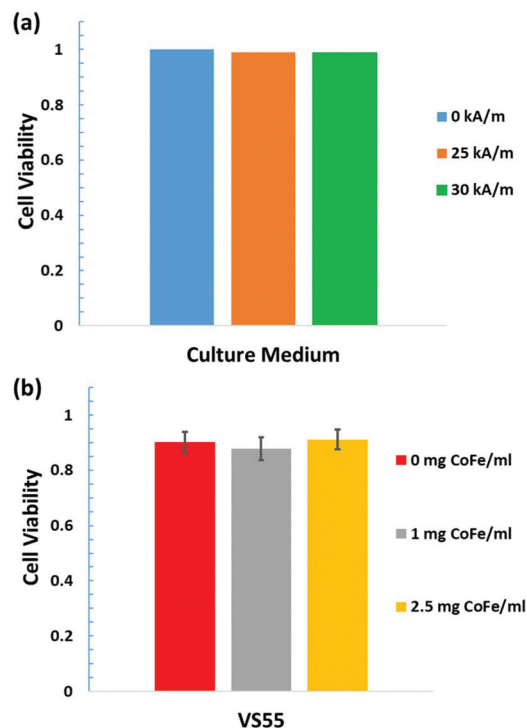 (a)
Cell Viability
1
0.8
0.6
0.4
0.2
0
Culture Medium
0 kA/m
25 kA/m
30 kA/m
(b)
Cell Viability
1
0.8
0.6
0.4
0.2
0
VS55
0 mg CoFe/ml
1 mg CoFe/ml
2.5 mg CoFe/ml